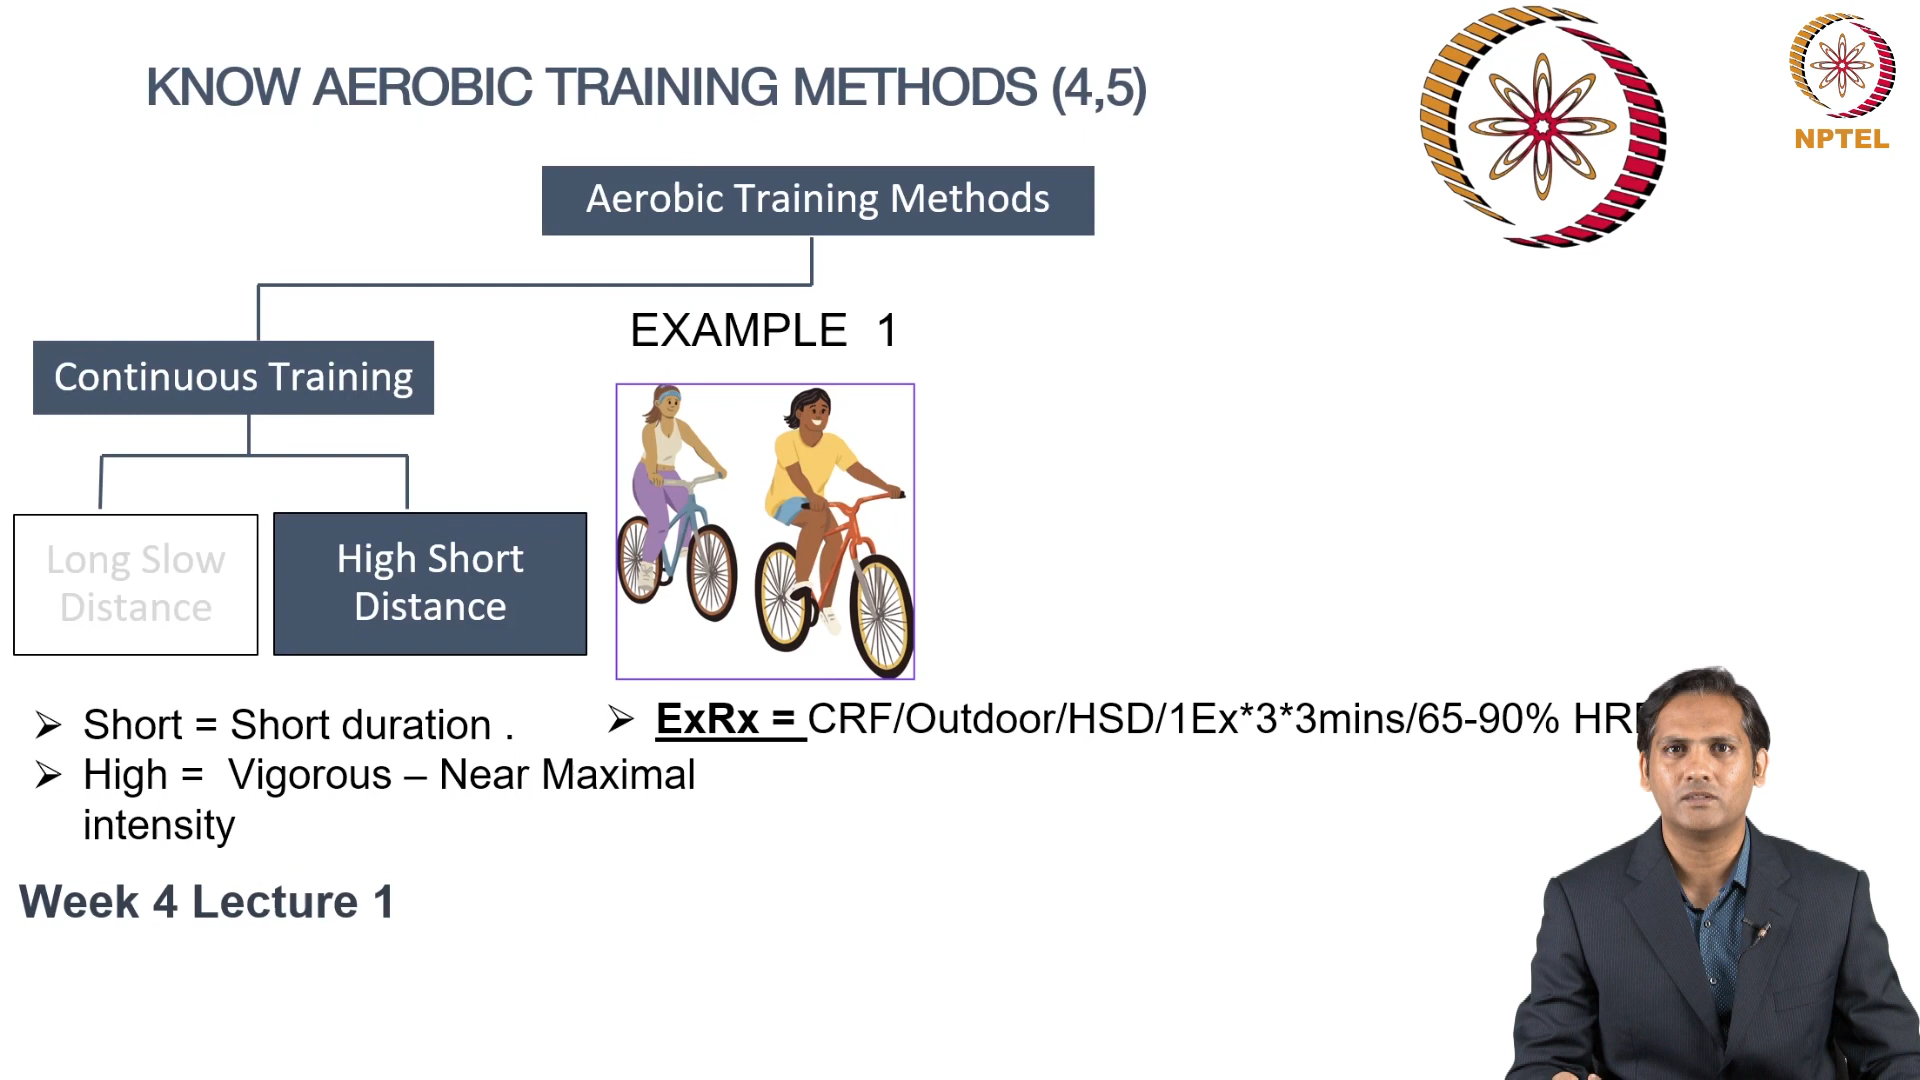 KNOW AEROBIC TRAINING METHODS (4,5)
NPTEL
Aerobic Training Methods
EXAMPLE 1
Continuous Training
Long Slow
Distance
High Short
Distance
➢ Short = Short duration .
➢ High = Vigorous – Near Maximal
intensity
➢ ExRx = CRF/Outdoor/HSD/1Ex*3*3mins/65-90%
Week 4 Lecture 1